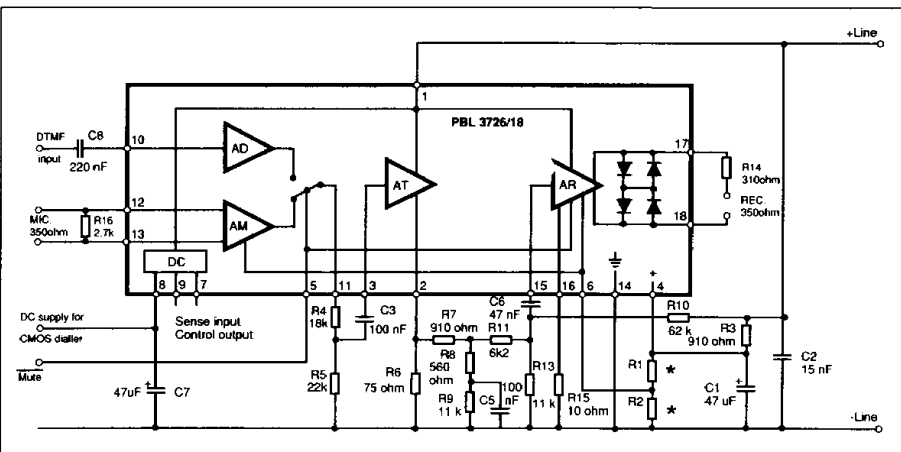 +Line
1
PBL 3726/18
DTMF
input
C8
220 nF
10
AD
17
R14
310ohm
AT
AR
MIC.
350ohm
R16
2.7k
12
13
AM
18
REC.
350ohm
DC
8
9
7
5
11
3
2
15
16
6
14
+
4
Sense input
Control output
DC supply for
CMOS dialler
R4
18k
C3
100 nF
C6
47 nF
R10
62 k
R3
910 ohm
R7
910 ohm
R11
6k2
C2
15 nF
Mute
R5
22k
R6
75 ohm
R8
560
ohm
R9
11 k
C5
100
nF
R13
11 k
R15
10 ohm
R1
*
R2
*
C1
47 uF
+
47uF
C7
-Line